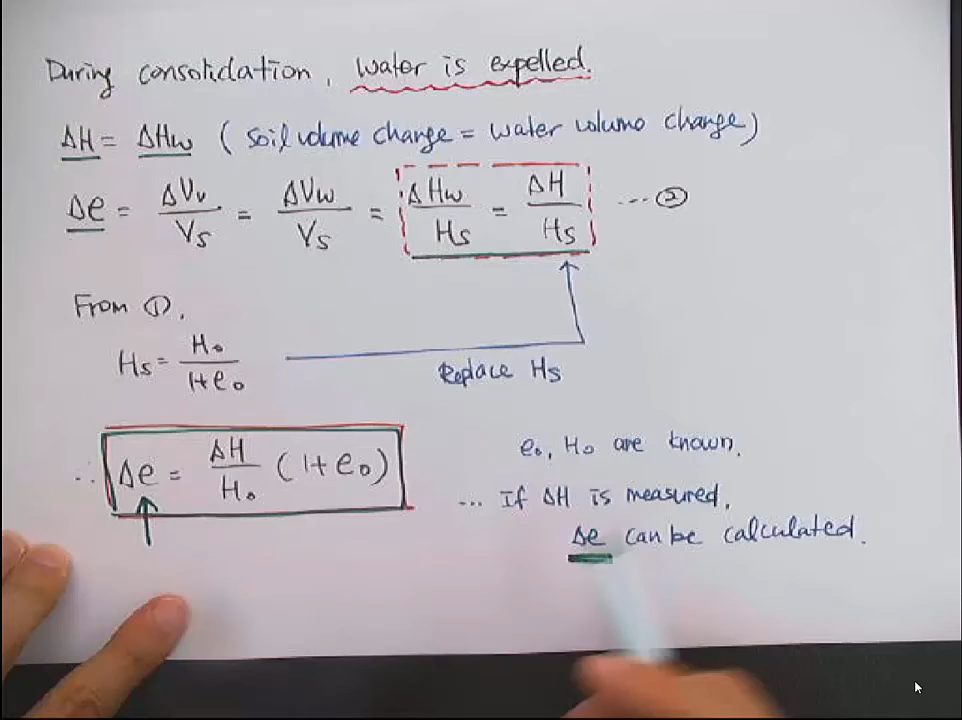 During consolidation, water is expelled.
ΔH = ΔHw (soil volume change = water volume change)
Δe = ΔVv/Vs = ΔVw/Vs = ΔHw/Hs = ΔH/Hs ... ②
From ①,
Hs = H₀/1+e₀
Replace Hs
∴ Δe = ΔH/H₀ (1+e₀)
e₀, H₀ are known.
... If ΔH is measured,
Δe can be calculated.